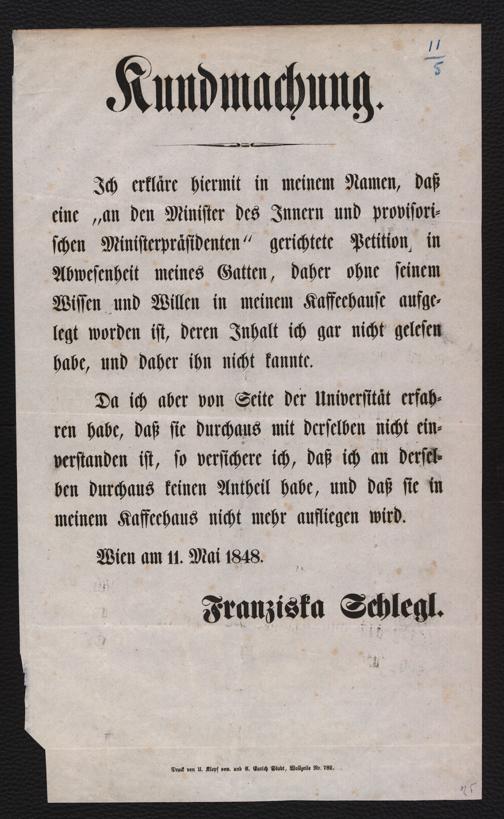 11
5
Kundmachung.
Ich erkläre hiermit in meinem Namen, daß
eine „an den Minister des Innern und provisori-
schen Ministerpräsidenten“ gerichtete Petition, in
Abwesenheit meines Gatten, daher ohne seinem
Wissen und Willen in meinem Kaffeehause aufge-
legt worden ist, deren Inhalt ich gar nicht gelesen
habe, und daher ihn nicht kannte.
Da ich aber von Seite der Universität erfah-
ren habe, daß sie durchaus mit derselben nicht ein-
verstanden ist, so versichere ich, daß ich an dersel-
ben durchaus keinen Antheil habe, und daß sie in
meinem Kaffeehaus nicht mehr aufliegen wird.
Wien am 11. Mai 1848.
Franziska Schlegl.
Druck von U. Klopf sen. und A. Eurich Stadt, Wollzeile Nr. 782.